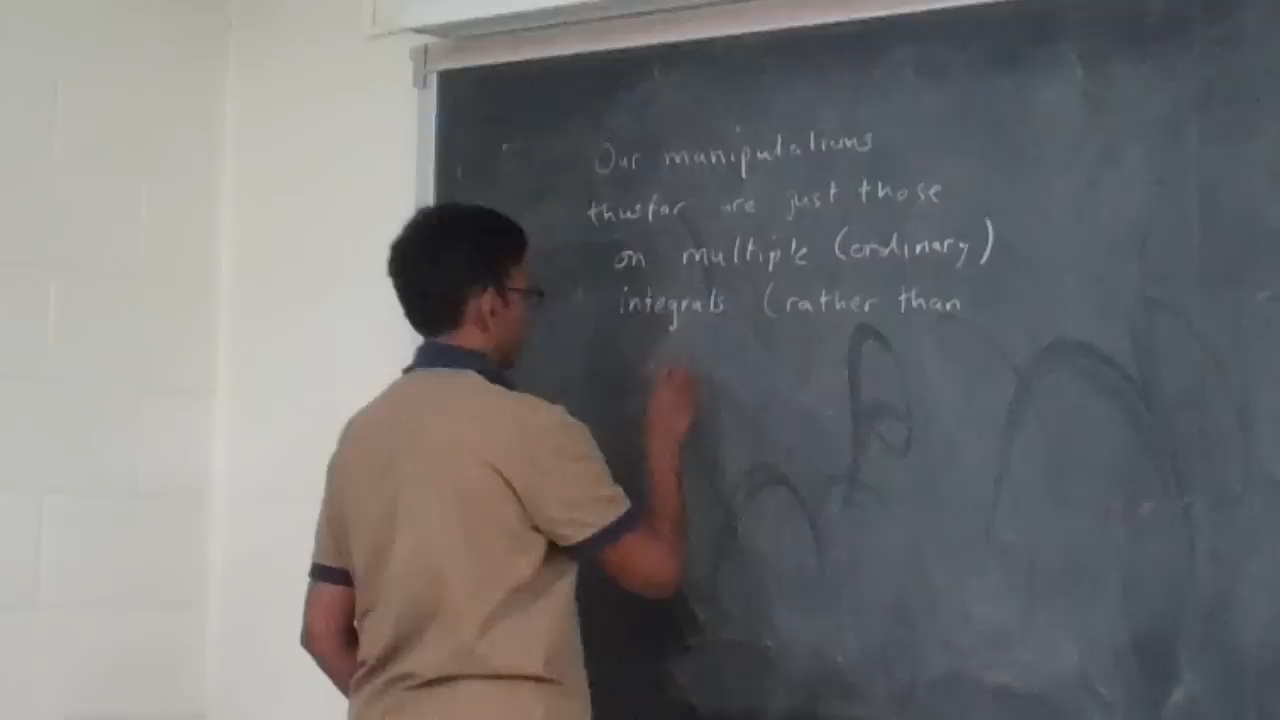 Our manipulations
thusfar are just those
on multiple (ordinary)
integrals (rather than